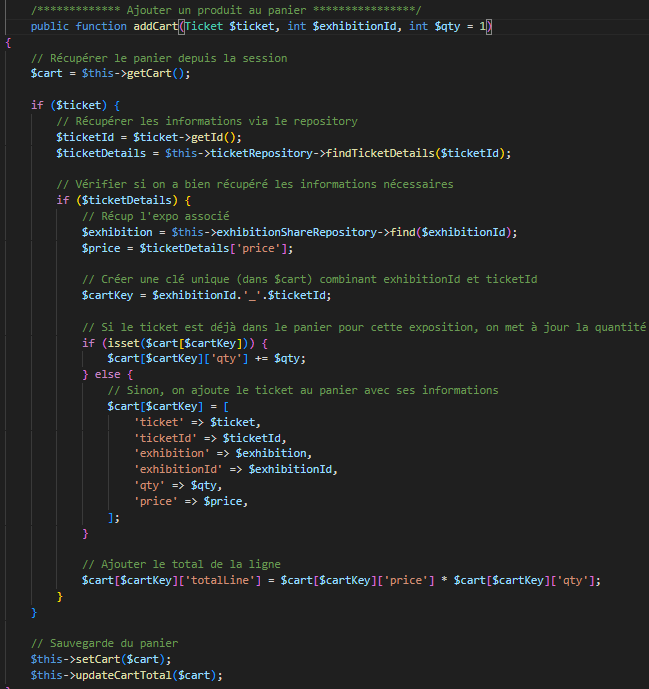 /************* Ajouter un produit au panier ****************/
public function addCart(Ticket $ticket, int $exhibitionId, int $qty = 1)
{
// Récupérer le panier depuis la session
$cart = $this->getCart();
if ($ticket) {
// Récupérer les informations via le repository
$ticketId = $ticket->getId();
$ticketDetails = $this->ticketRepository->findTicketDetails($ticketId);
// Vérifier si on a bien récupéré les informations nécessaires
if ($ticketDetails) {
// Récup l'expo associé
$exhibition = $this->exhibitionShareRepository->find($exhibitionId);
$price = $ticketDetails['price'];
// Créer une clé unique (dans $cart) combinant exhibitionId et ticketId
$cartKey = $exhibitionId.'_'.$ticketId;
// Si le ticket est déjà dans le panier pour cette exposition, on met à jour la quantité
if (isset($cart[$cartKey])) {
$cart[$cartKey]['qty'] += $qty;
} else {
// Sinon, on ajoute le ticket au panier avec ses informations
$cart[$cartKey] = [
'ticket' => $ticket,
'ticketId' => $ticketId,
'exhibition' => $exhibition,
'exhibitionId' => $exhibitionId,
'qty' => $qty,
'price' => $price,
];
}
// Ajouter le total de la ligne
$cart[$cartKey]['totalLine'] = $cart[$cartKey]['price'] * $cart[$cartKey]['qty'];
}
}
// Sauvegarde du panier
$this->setCart($cart);
$this->updateCartTotal($cart);